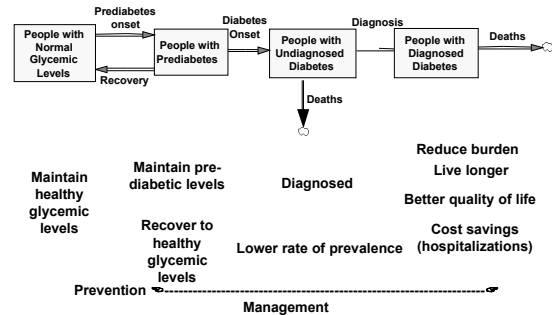 Prediabetes
onset
People with
Normal
Glycemic
Levels
Recovery
People with
Prediabetes
Diabetes
Onset
People with
Undiagnosed
Diabetes
Deaths
Diagnosis
People with
Diagnosed
Diabetes
Deaths
Maintain
healthy
glycemic
levels
Maintain pre-
diabetic levels
Recover to
healthy
glycemic
levels
Diagnosed
Lower rate of prevalence
Reduce burden
Live longer
Better quality of life
Cost savings
(hospitalizations)
Prevention
Management